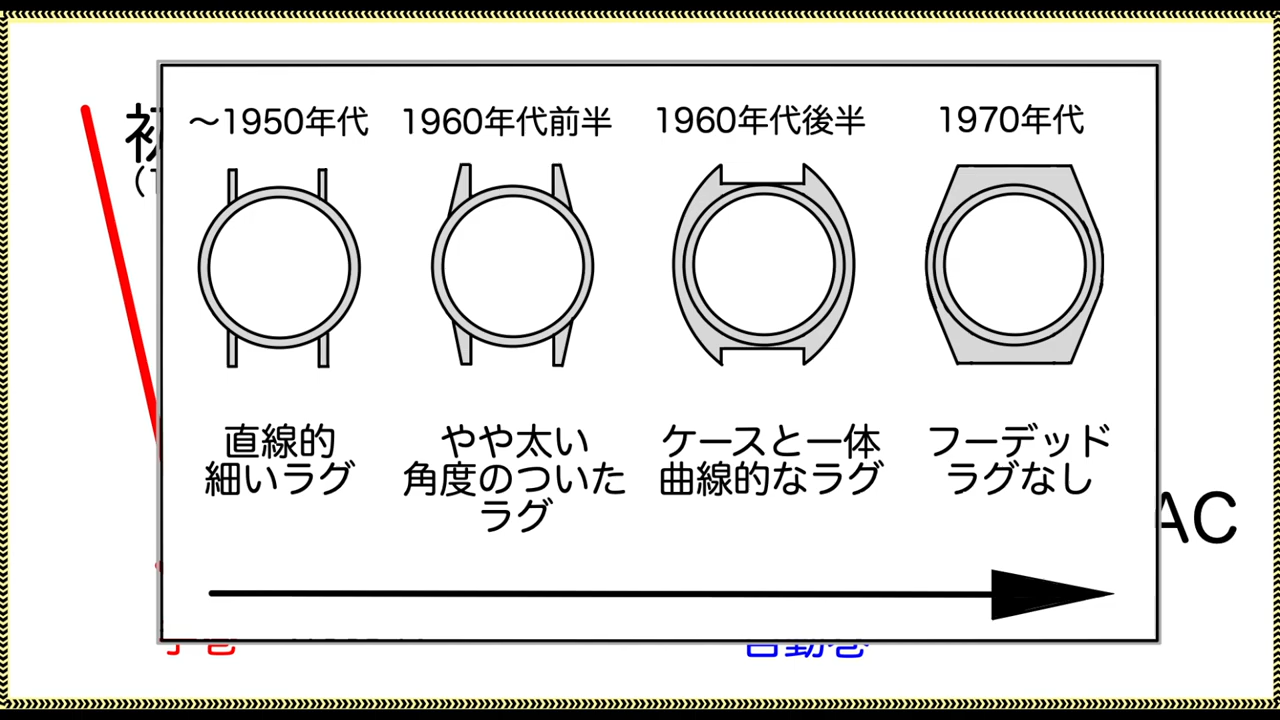 ～1950年代
1960年代前半
1960年代後半
1970年代
直線的
細いラグ
やや太い
角度のついた
ラグ
ケースと一体
曲線的なラグ
フーデッド
ラグなし
AC
自動巻